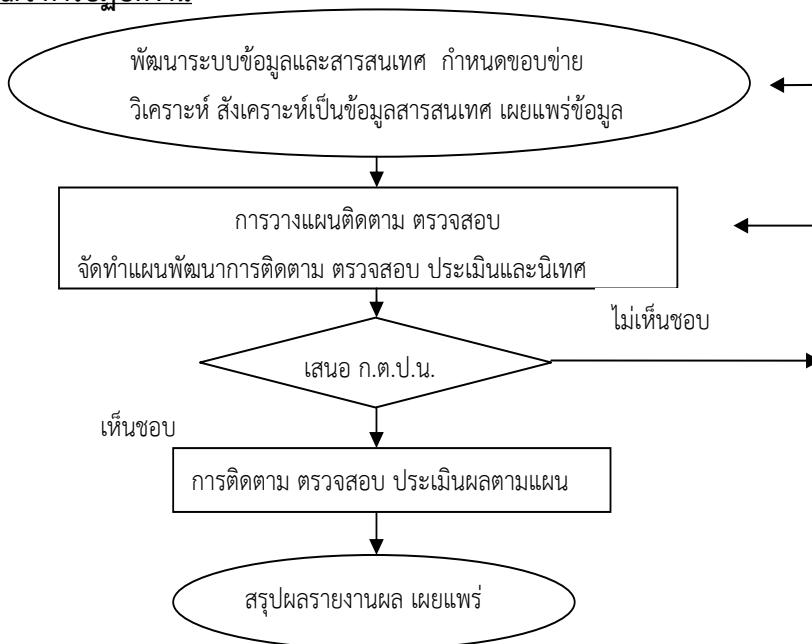 พัฒนาระบบข้อมูลและสารสนเทศ กำหนดขอบข่าย
วิเคราะห์ สังเคราะห์เป็นข้อมูลสารสนเทศ เผยแพร่ข้อมูล
การวางแผนติดตาม ตรวจสอบ
จัดทำแผนพัฒนาการติดตาม ตรวจสอบ ประเมินและนิเทศ
ไม่เห็นชอบ
เสนอ ก.ต.ป.น.
เห็นชอบ
การติดตาม ตรวจสอบ ประเมินผลตามแผน
สรุปผลรายงานผล เผยแพร่